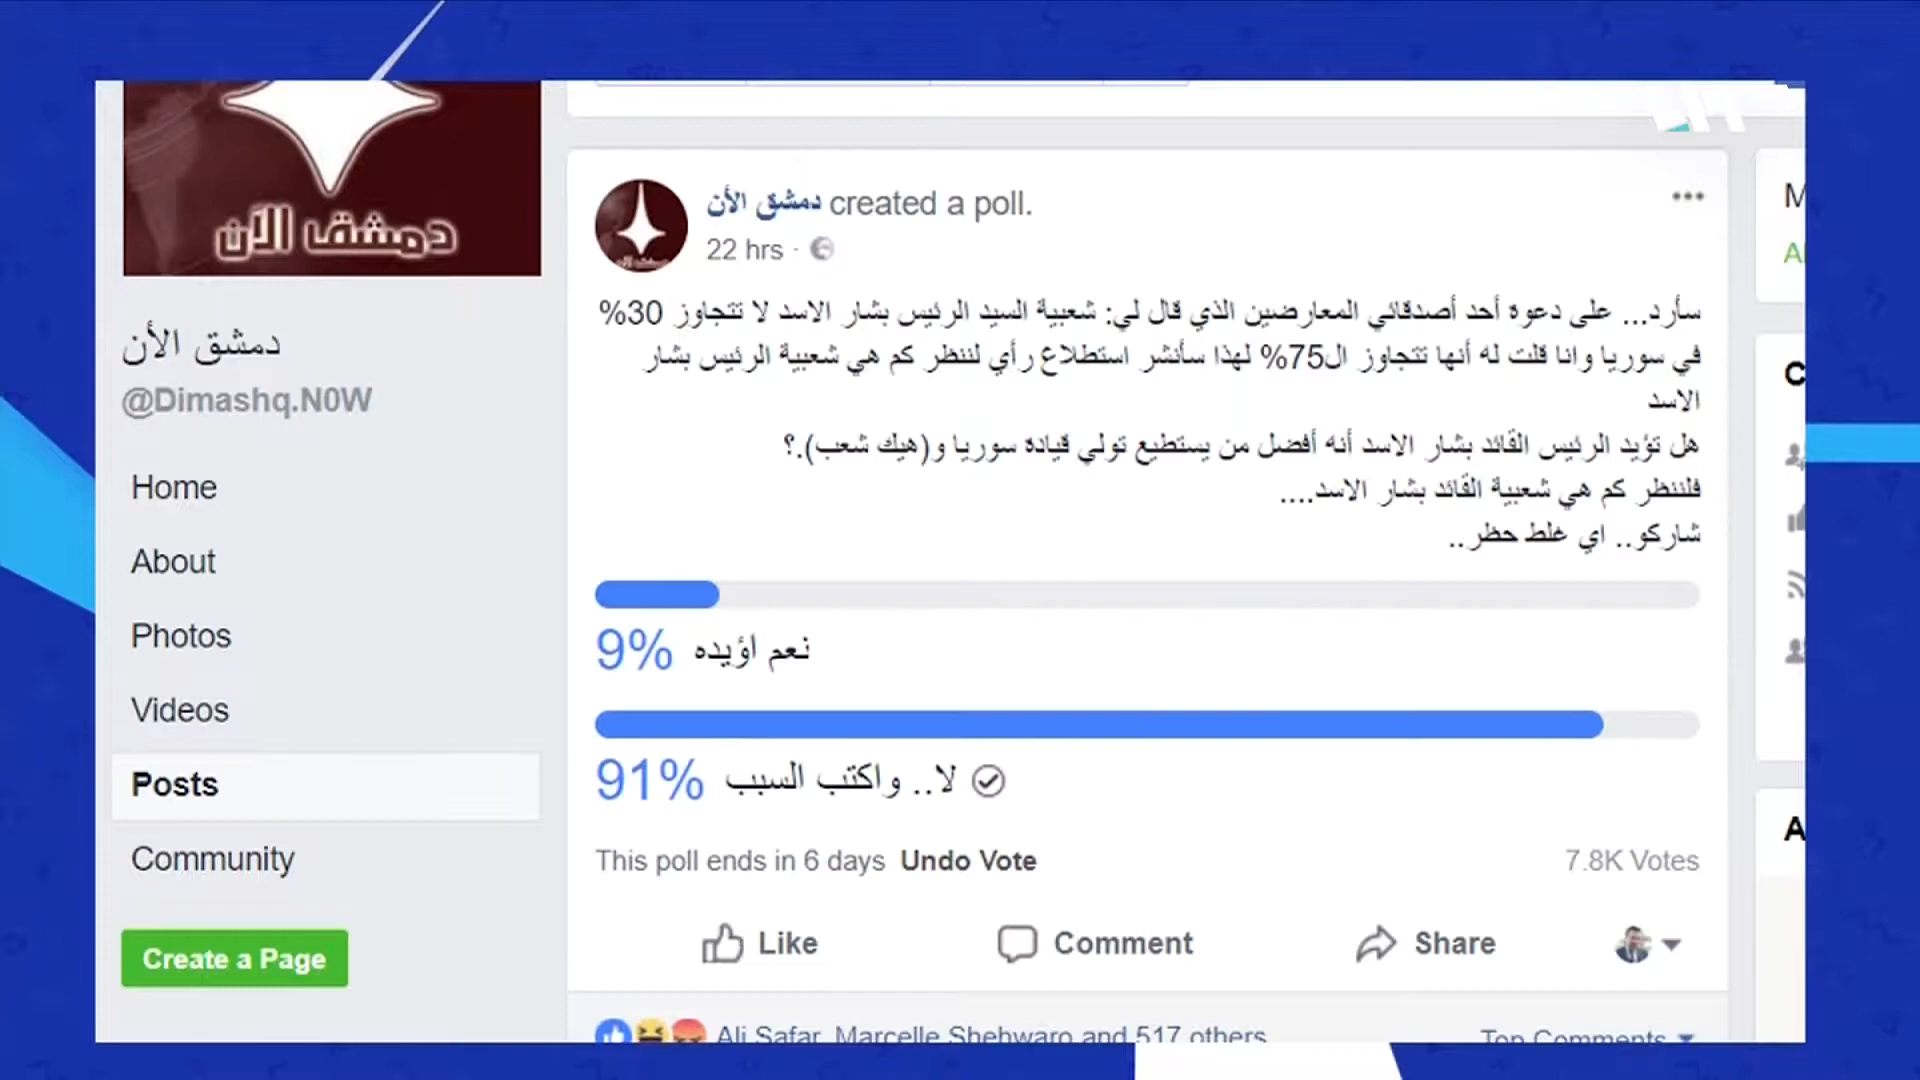 دمشق الآن
دمشق الأن
@Dimashq.N0W
Home
About
Photos
Videos
Posts
Community
Create a Page
دمشق الأن created a poll.
22 hrs ·
سأرد... على دعوة أحد أصدقائي المعارضين الذي قال لي: شعبية السيد الرئيس بشار الاسد لا تتجاوز 30%
في سوريا وانا قلت له أنها تتجاوز ال75% لهذا سأنشر استطلاع رأي لننظر كم هي شعبية الرئيس بشار
الاسد
هل تؤيد الرئيس القائد بشار الاسد أنه أفضل من يستطيع تولي قيادة سوريا و(هيك شعب).؟
فلننظر كم هي شعبية القائد بشار الاسد....
شاركو.. اي غلط حظر..
9% نعم اؤيده
91% لا.. واكتب السبب
This poll ends in 6 days Undo Vote
7.8K Votes
Like
Comment
Share
Ali Safar, Marcelle Shehwaro and 517 others
Top Comments